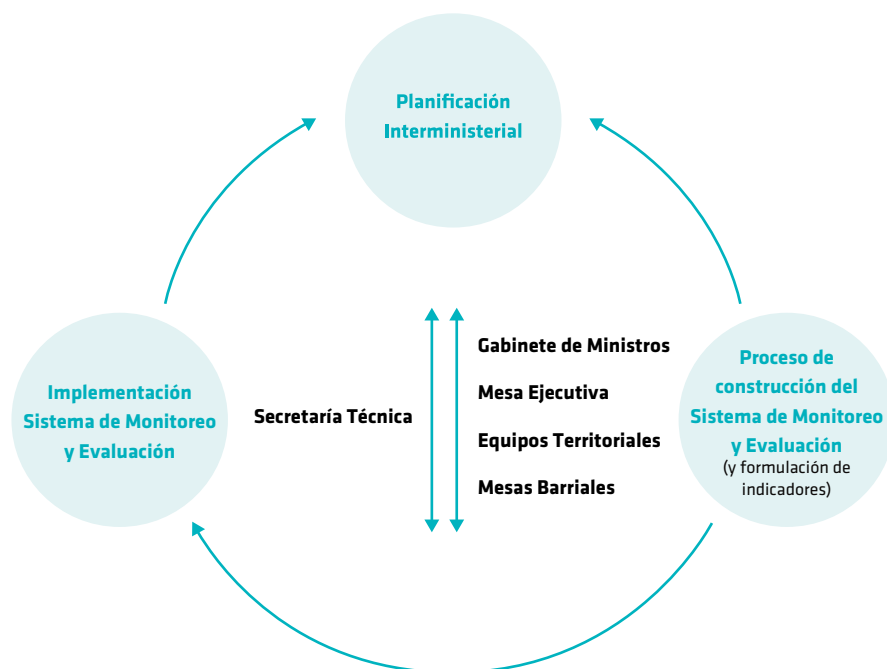 Planificación
Interministerial
Gabinete de Ministros
Mesa Ejecutiva
Equipos Territoriales
Mesas Barriales
Secretaría Técnica
Implementación
Sistema de Monitoreo
y Evaluación
Proceso de
construcción del
Sistema de Monitoreo
y Evaluación
(y formulación de
indicadores)